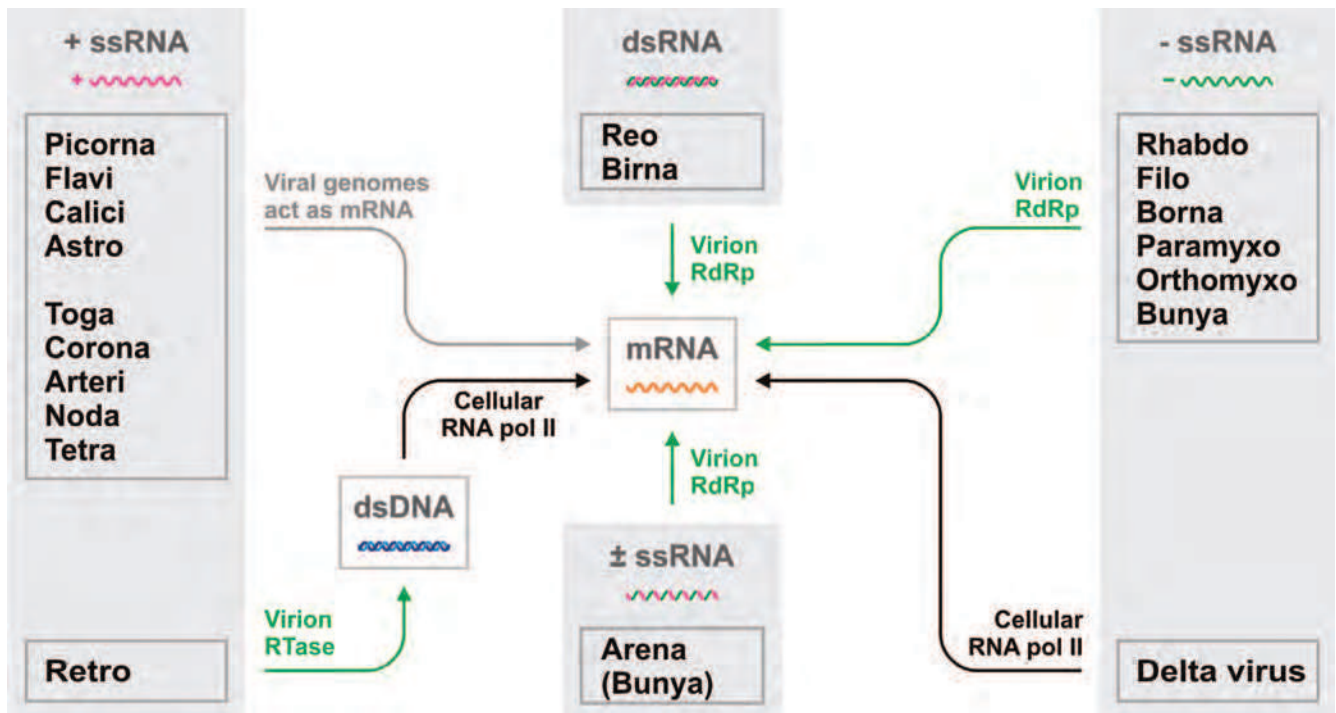 + ssRNA
+
Picorna
Flavi
Calici
Astro
Toga
Corona
Arteri
Noda
Tetra
Retro
Viral genomes
act as mRNA
Cellular
RNA pol II
dsDNA
Virion
RTase
dsRNA
Reo
Birna
Virion
RdRp
mRNA
Virion
RdRp
± ssRNA
Arena
(Bunya)
Virion
RdRp
Cellular
RNA pol II
- ssRNA
-
Rhabdo
Filo
Borna
Paramyxo
Orthomyxo
Bunya
Delta virus